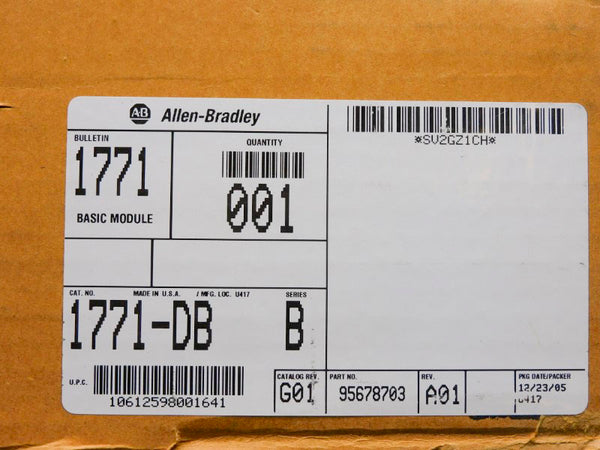 AB Allen-Bradley
BULLETIN
1771
BASIC MODULE
QUANTITY
001
*SV2GZ1CH*
CAT. NO. MADE IN U.S.A. / MFG. LOC. U417 SERIES
1771-DB B
U.P.C.
10612598001641
CATALOG REV.
G01
PART NO.
95678703
REV.
A01
PKG DATE/PACKER
12/23/05
U417